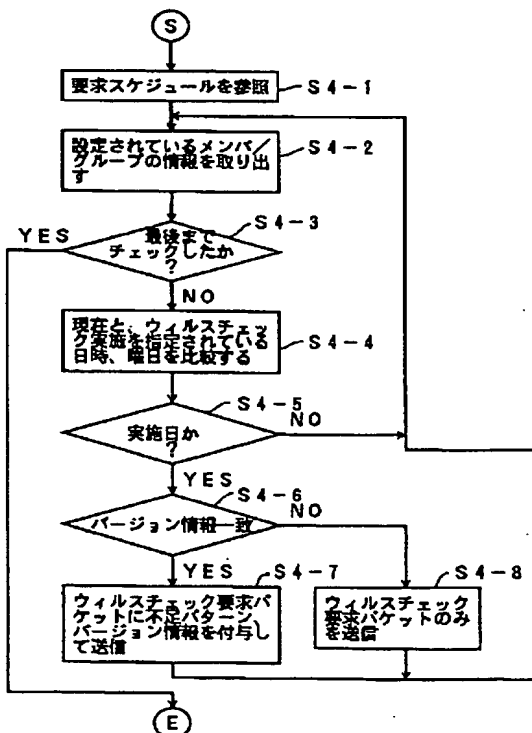 S
要求スケジュールを参照
S4-1
設定されているメンバ/
グループの情報を取り出
す
S4-2
YES
最後まで
チェックしたか
?
S4-3
NO
現在と、ウィルスチェッ
ク実施を指定されている
日時、曜日を比較する
S4-4
S4-5
実施日か
?
NO
YES
S4-6
バージョン情報一致
NO
YES
S4-7
ウィルスチェック要求パ
ケットに不足パターン、
バージョン情報を付与し
て送信
S4-8
ウィルスチェック
要求パケットのみ
を送信
E